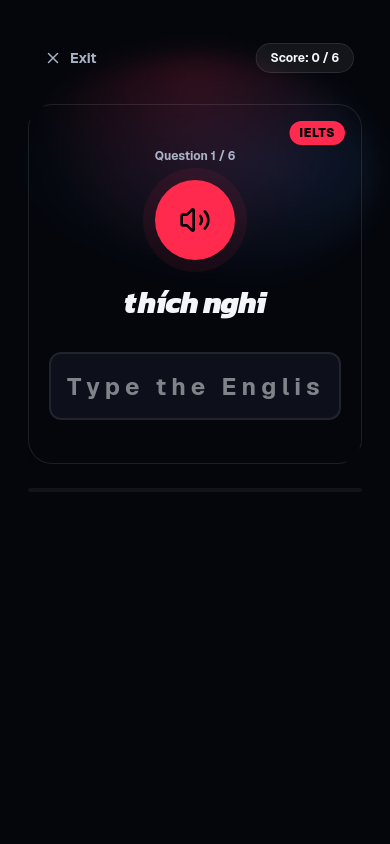 Exit
Score: 0 / 6
IELTS
Question 1 / 6
thích nghi
Type the Englis